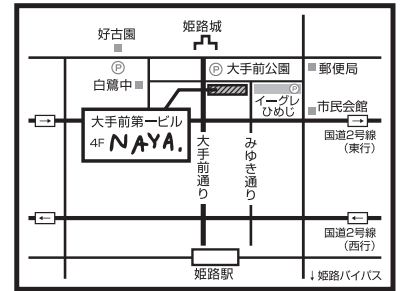 姫路城
好古園
Ⓟ
Ⓟ 大手前公園
郵便局
白鷺中
Ⓟ
イーグレ
ひめじ
市民会館
大手前第一ビル
4F NAYA.
→
→
国道2号線
(東行)
大手前通り
みゆき通り
←
←
国道2号線
(西行)
姫路駅
↓姫路バイパス